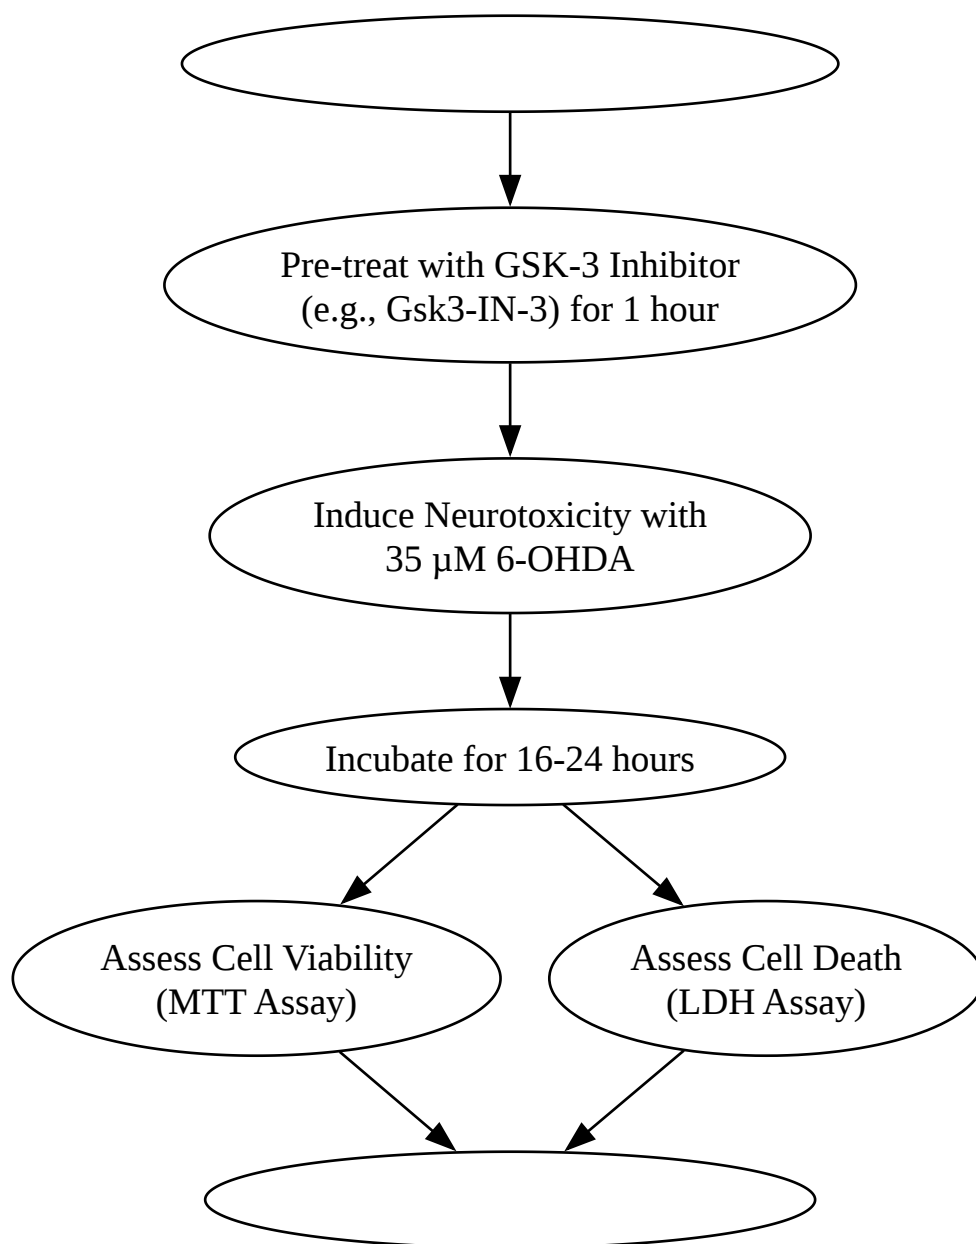 Pre-treat with GSK-3 Inhibitor
(e.g., Gsk3-IN-3) for 1 hour
Induce Neurotoxicity with
35 µM 6-OHDA
Incubate for 16-24 hours
Assess Cell Viability
(MTT Assay)
Assess Cell Death
(LDH Assay)